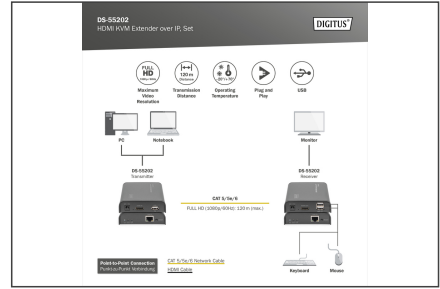 DS-55202
HDMI KVM Extender over IP, Set
DIGITUS®
FULL
HD
120 m
Distance
Maximum
Video
Resolution
Transmission
Distance
Operating
Temperature
Plug and
Play
USB
PC
Notebook
Monitor
DS-55202
Transmitter
DS-55202
Receiver
CAT 5/5e/6
FULL HD (1080p/60Hz: 120 m (max.)
Point-to-Point Connection
Punkt-zu-Punkt Verbindung
CAT 5/5e/6 Network Cable
HDMI Cable
Keyboard
Mouse